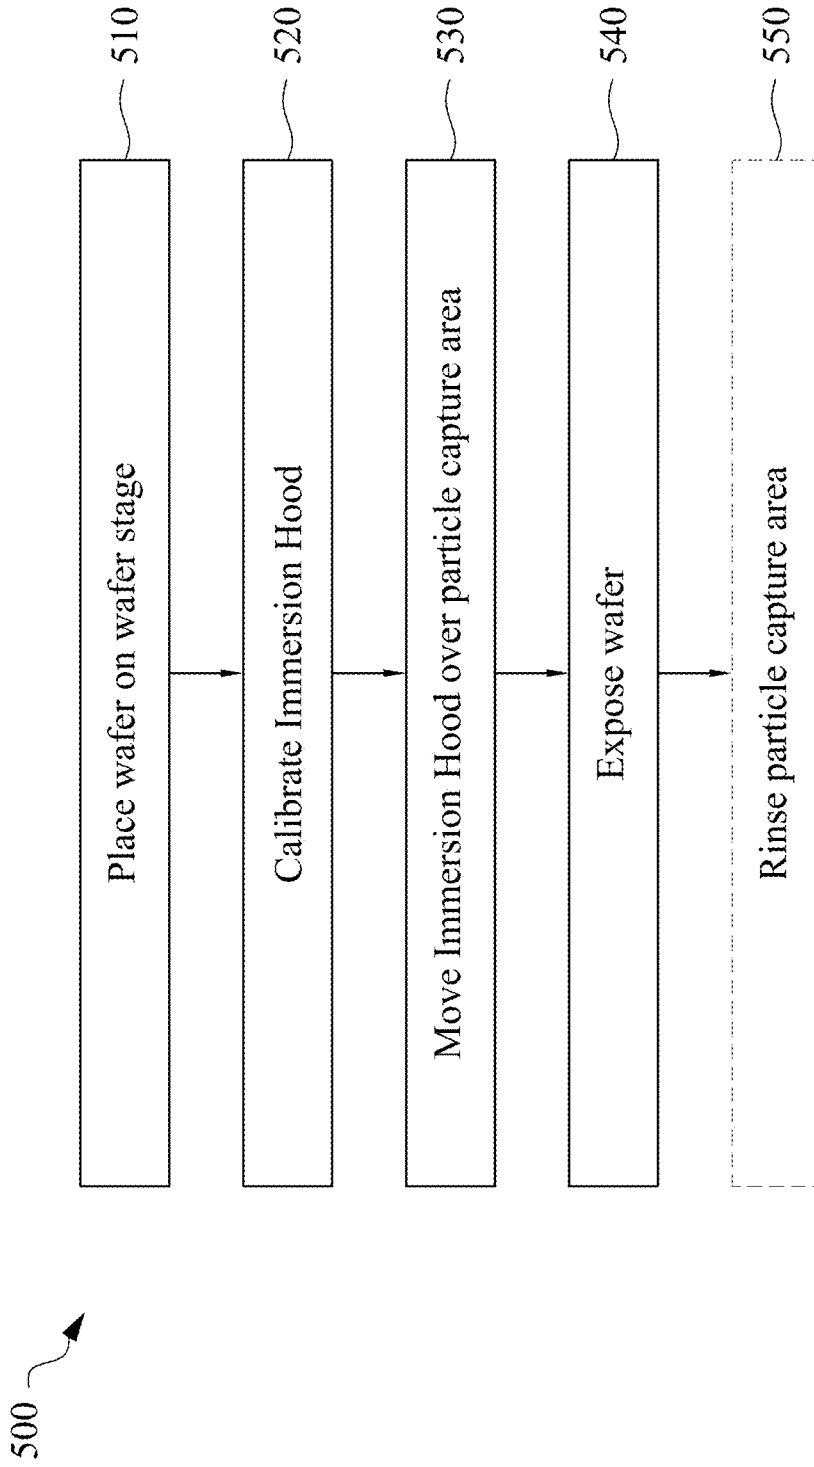 500
Place wafer on wafer stage
510
Calibrate Immersion Hood
520
Move Immersion Hood over particle capture area
530
Expose wafer
540
Rinse particle capture area
550